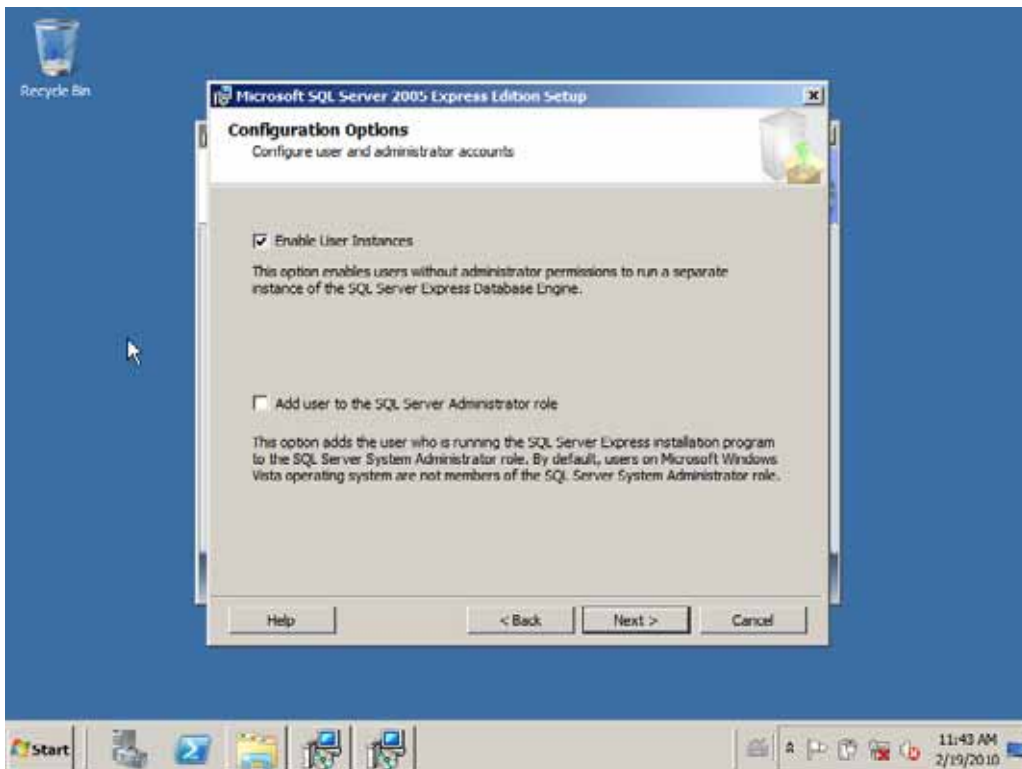 Recycle Bin
Microsoft SQL Server 2005 Express Edition Setup
Configuration Options
Configure user and administrator accounts
Enable User Instances
This option enables users without administrator permissions to run a separate
instance of the SQL Server Express Database Engine.
Add user to the SQL Server Administrator role
This option adds the user who is running the SQL Server Express installation program
to the SQL Server System Administrator role. By default, users on Microsoft Windows
Vista operating system are not members of the SQL Server System Administrator role.
Help
< Back
Next >
Cancel
Start
11:43 AM
2/19/2010